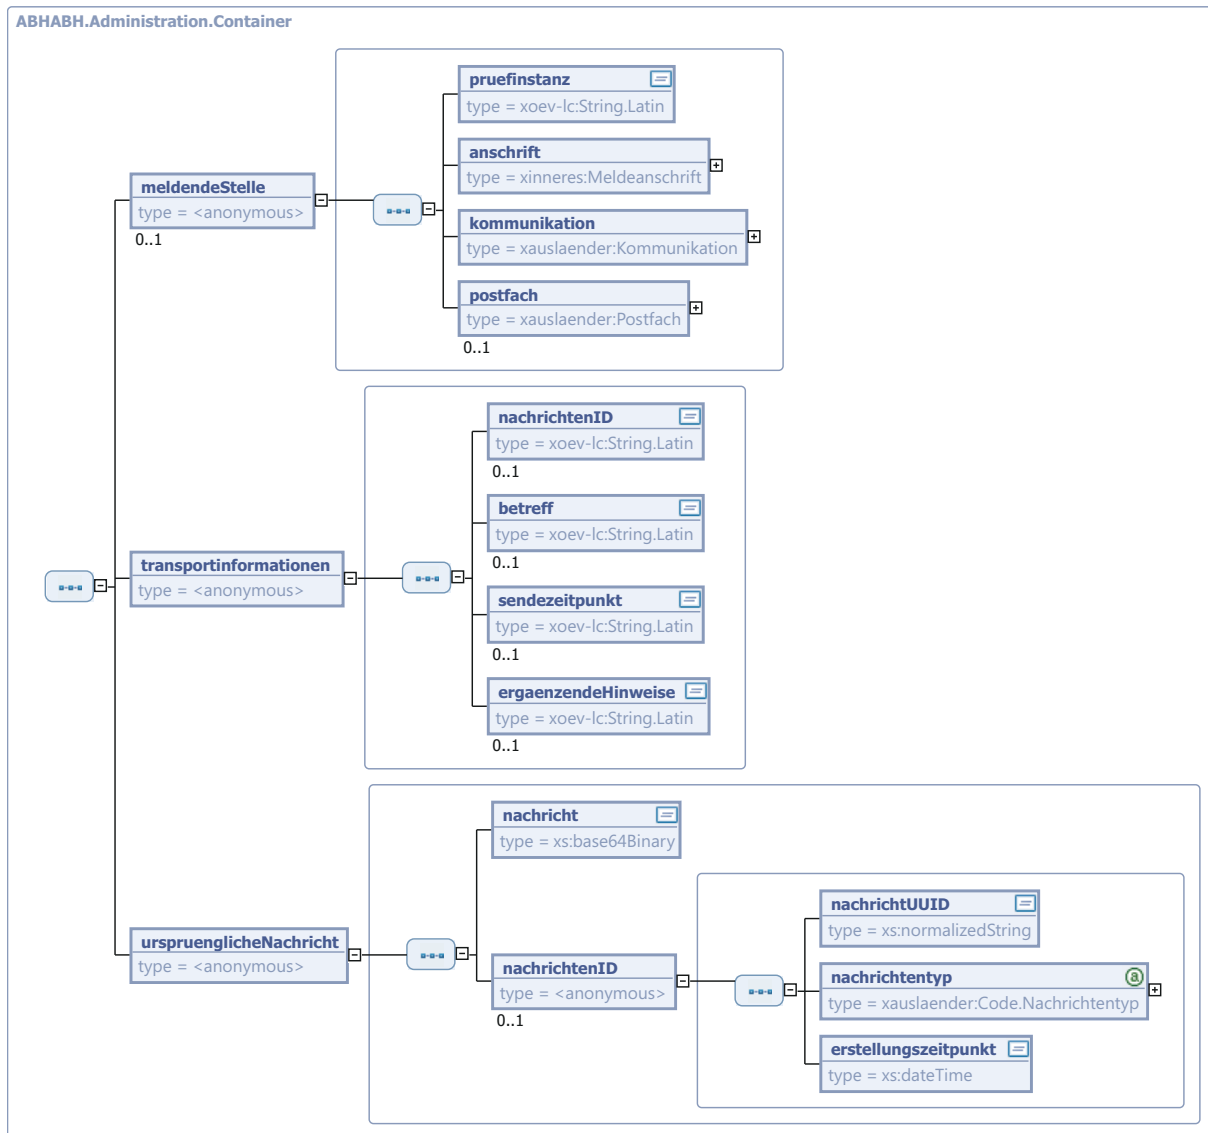 ABHABH.Administration.Container
pruefinstanz
type = xoev-lc:String.Latin
anschrift
type = xinneres:Meldeanschrift
meldendeStelle
type = <anonymous>
0..1
kommunikation
type = xauslaender:Kommunikation
postfach
type = xauslaender:Postfach
0..1
nachrichtenID
type = xoev-lc:String.Latin
0..1
betreff
type = xoev-lc:String.Latin
0..1
transportinformationen
type = <anonymous>
sendezeitpunkt
type = xoev-lc:String.Latin
0..1
ergaenzendeHinweise
type = xoev-lc:String.Latin
0..1
nachricht
type = xs:base64Binary
nachrichtUUID
type = xs:normalizedString
urspruenglicheNachricht
type = <anonymous>
nachrichtenID
type = <anonymous>
0..1
nachrichtentyp
a
type = xauslaender:Code.Nachrichtentyp
erstellungszeitpunkt
type = xs:dateTime